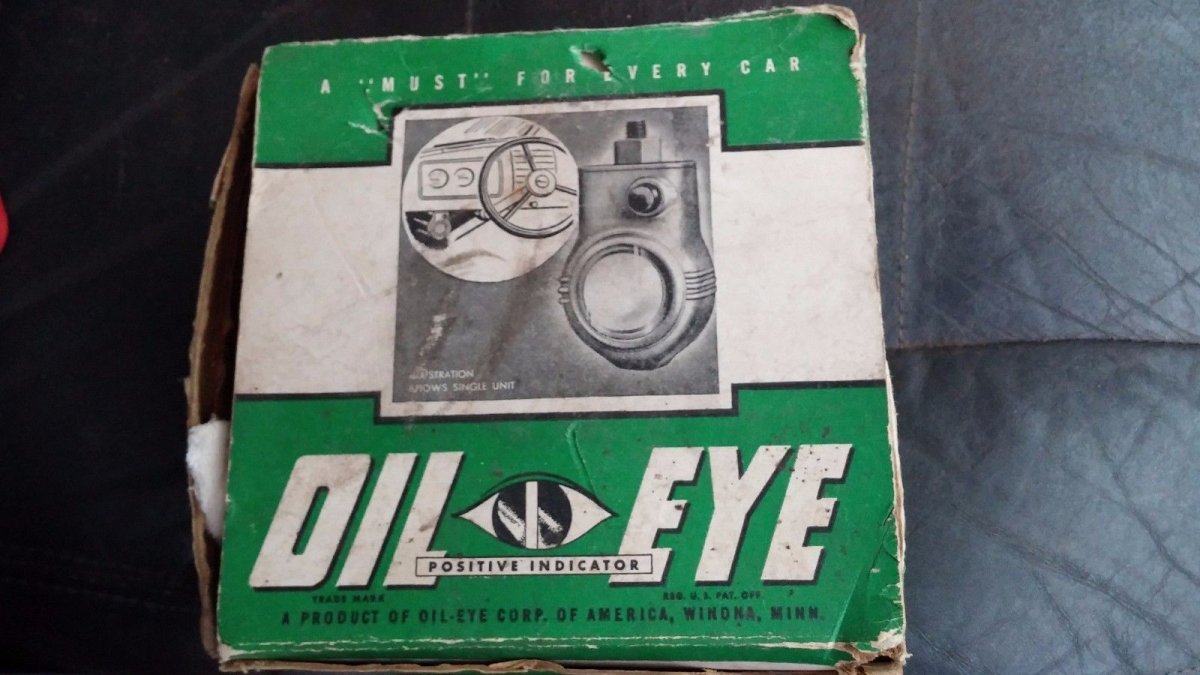 A "MUST" FOR EVERY CAR
ILLUSTRATION
SHOWS SINGLE UNIT
OIL EYE
POSITIVE INDICATOR
TRADE MARK REG. U. S. PAT. OFF.
A PRODUCT OF OIL-EYE CORP. OF AMERICA, WINONA, MINN.